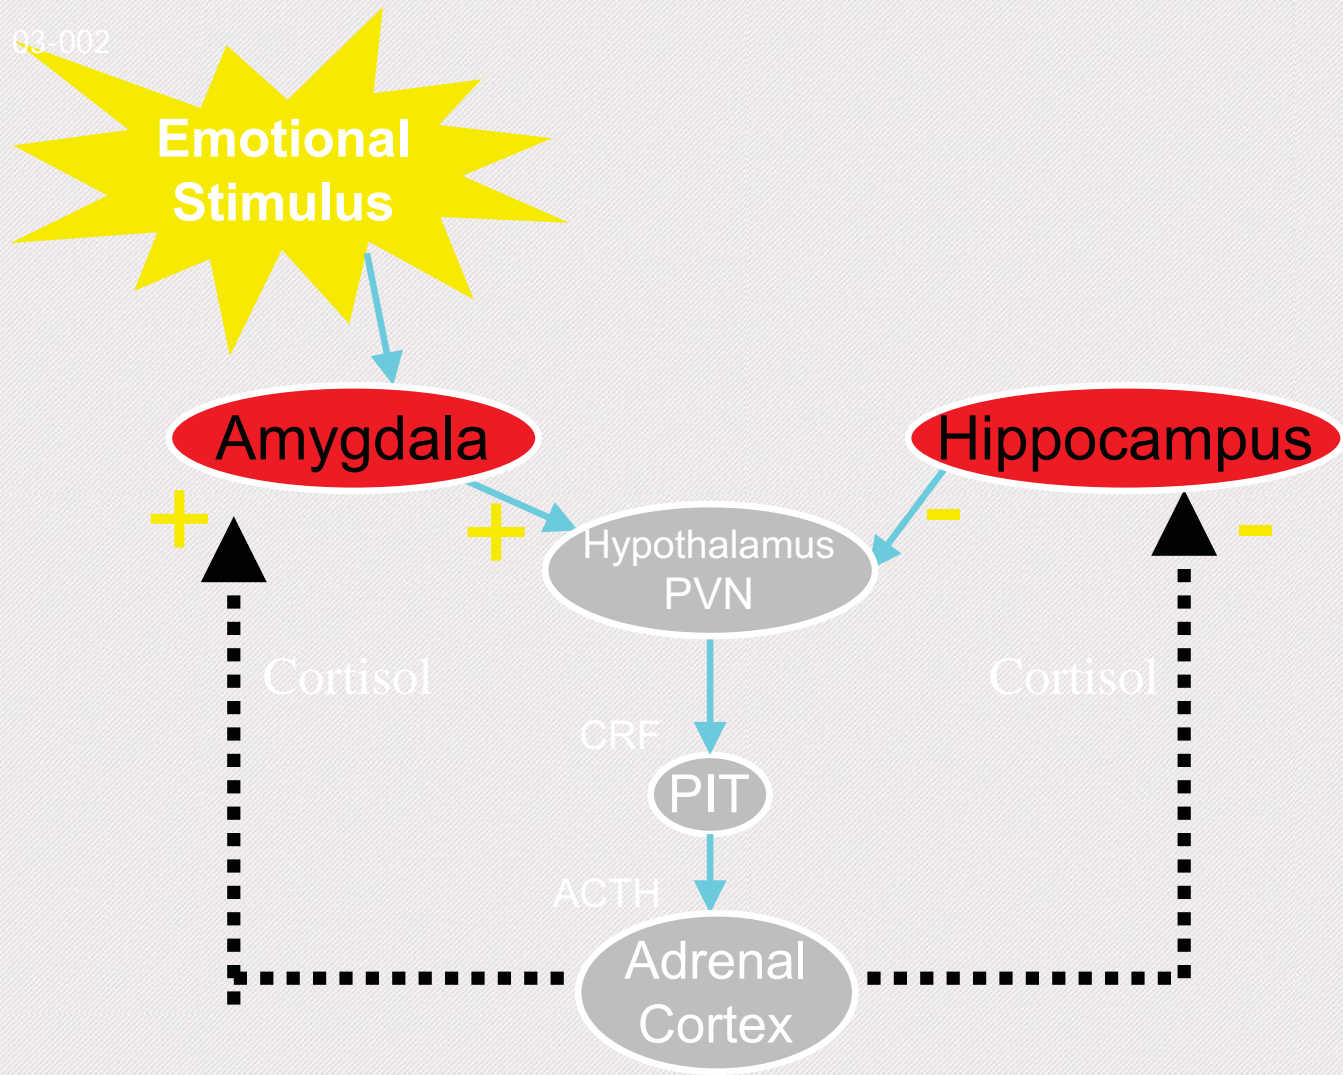 03-002
Emotional
Stimulus
Amygdala
Hippocampus
+
+
-
-
Hypothalamus
PVN
Cortisol
Cortisol
CRF
PIT
ACTH
Adrenal
Cortex